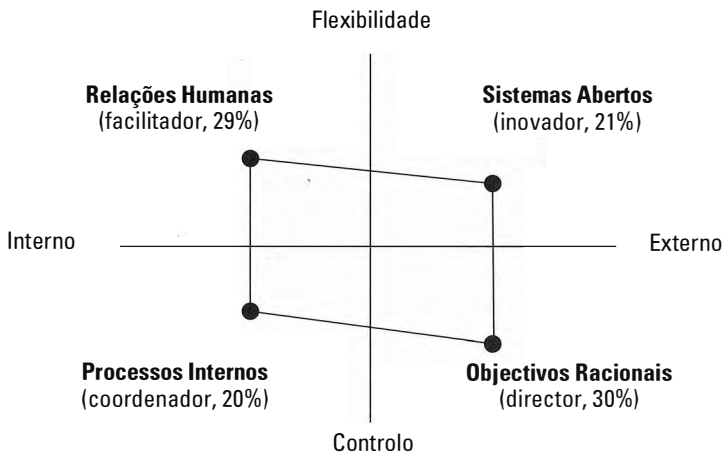 Flexibilidade
Relações Humanas
(facilitador, 29%)
Sistemas Abertos
(inovador, 21%)
Interno
Externo
Processos Internos
(coordenador, 20%)
Objectivos Racionais
(director, 30%)
Controlo